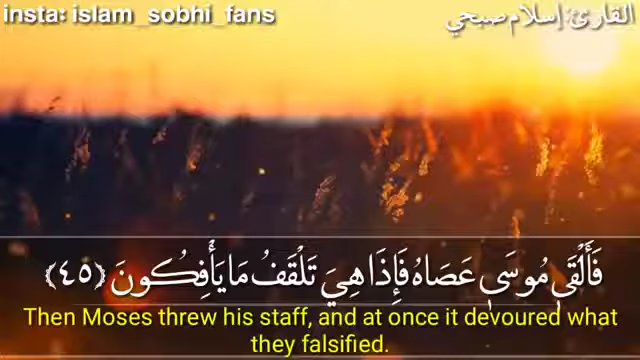 insta: islam_sobhi_fans
القارئ: إسلام صبحي
فَأَلْقَىٰ مُوسَىٰ عَصَاهُ فَإِذَا هِيَ تَلْقَفُ مَا يَأْفِكُونَ ﴿٤٥﴾
Then Moses threw his staff, and at once it devoured what
they falsified.